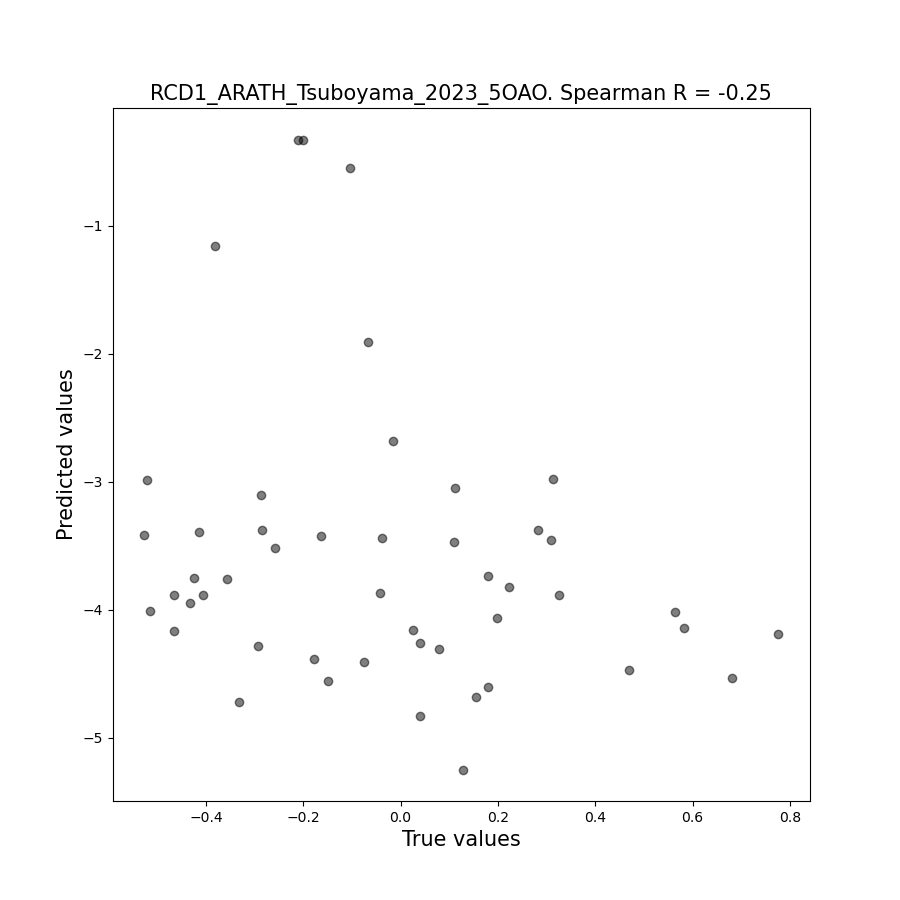 RCD1_ARATH_Tsuboyama_2023_5OAO. Spearman R = -0.25
Predicted values
−1
−2
−3
−4
−5
−0.4 −0.2 0.0 0.2 0.4 0.6 0.8
True values